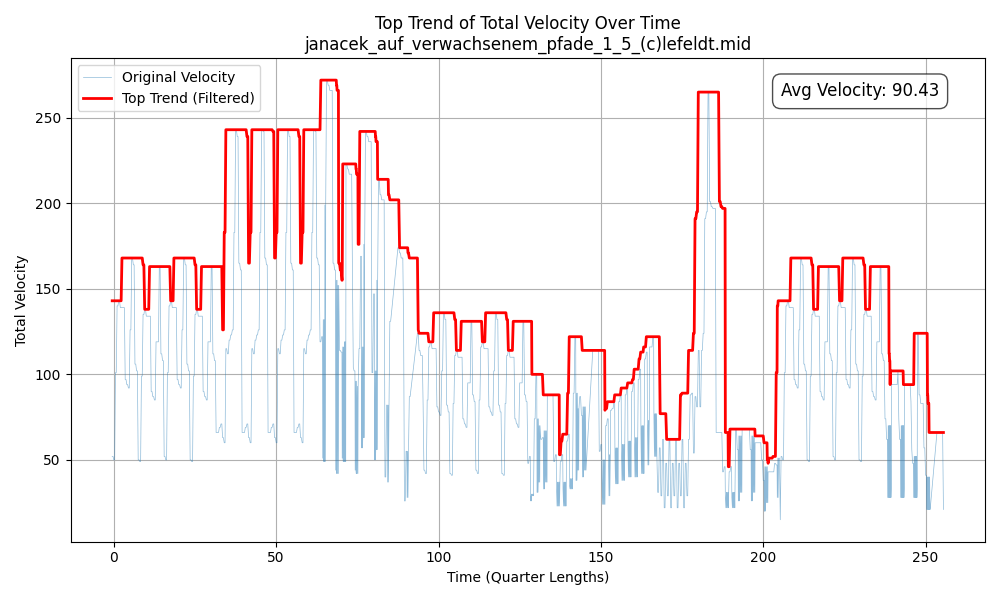 Top Trend of Total Velocity Over Time
janacek_auf_verwachsenem_pfade_1_5_(c)lefeldt.mid
Original Velocity
Top Trend (Filtered)
Avg Velocity: 90.43
Total Velocity
250
200
150
100
50
0 50 100 150 200 250
Time (Quarter Lengths)